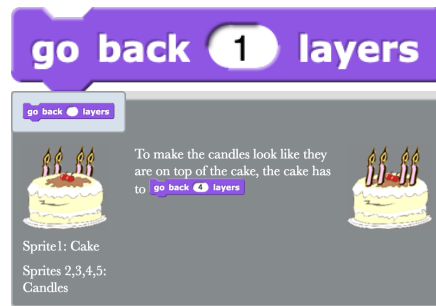 go back 1 layers
go back layers
To make the candles look like they
are on top of the cake, the cake has
to go back 4 layers
Sprite1: Cake
Sprites 2,3,4,5:
Candles